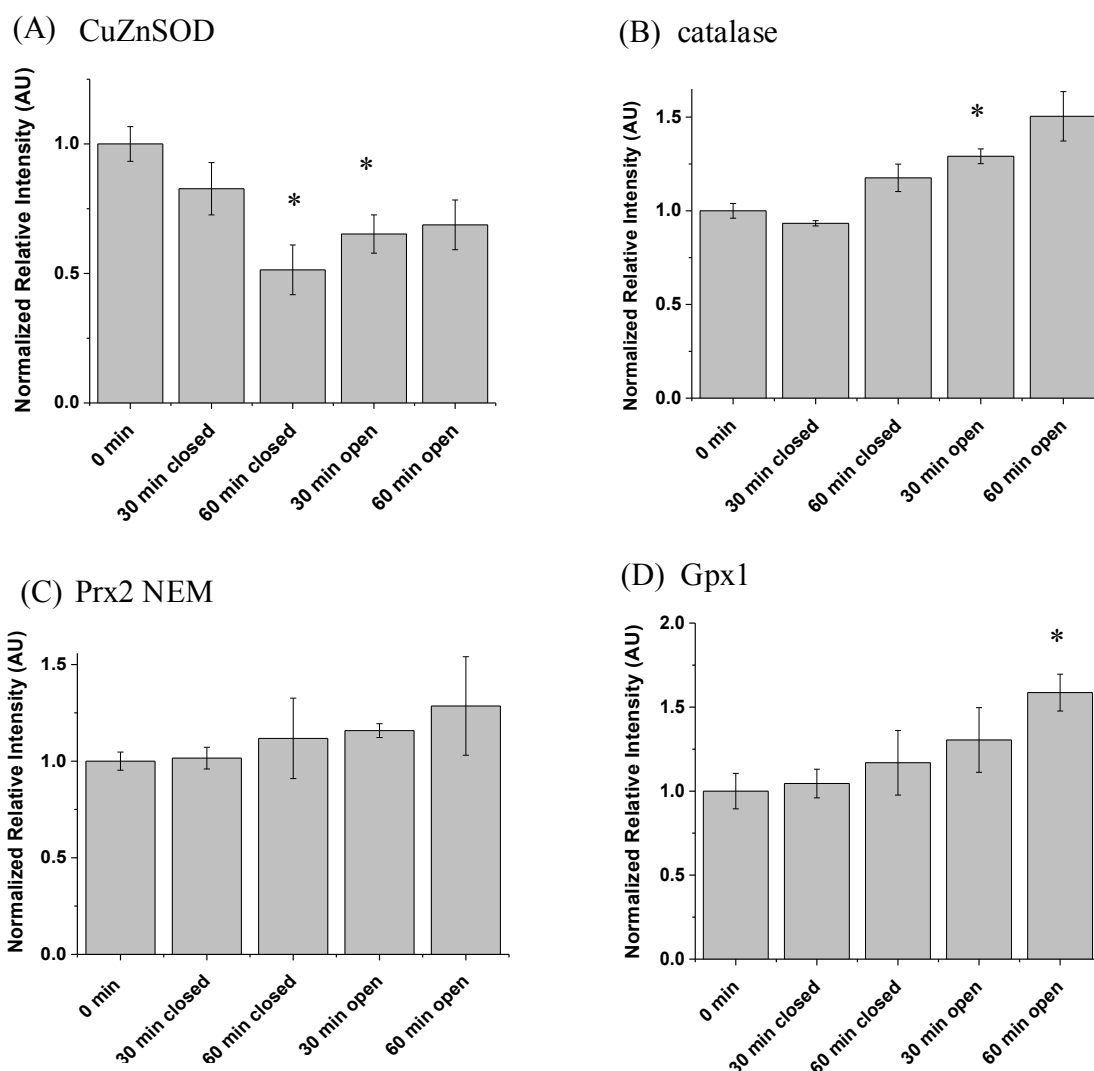 (A) CuZnSOD
Normalized Relative Intensity (AU)
1.0
0.5
0.0
*
*
0 min
30 min closed
60 min closed
30 min open
60 min open
(B) catalase
Normalized Relative Intensity (AU)
1.5
1.0
0.5
0.0
*
0 min
30 min closed
60 min closed
30 min open
60 min open
(C) Prx2 NEM
Normalized Relative Intensity (AU)
1.5
1.0
0.5
0.0
0 min
30 min closed
60 min closed
30 min open
60 min open
(D) Gpx1
Normalized Relative Intensity (AU)
2.0
1.5
1.0
0.5
0.0
*
0 min
30 min closed
60 min closed
30 min open
60 min open